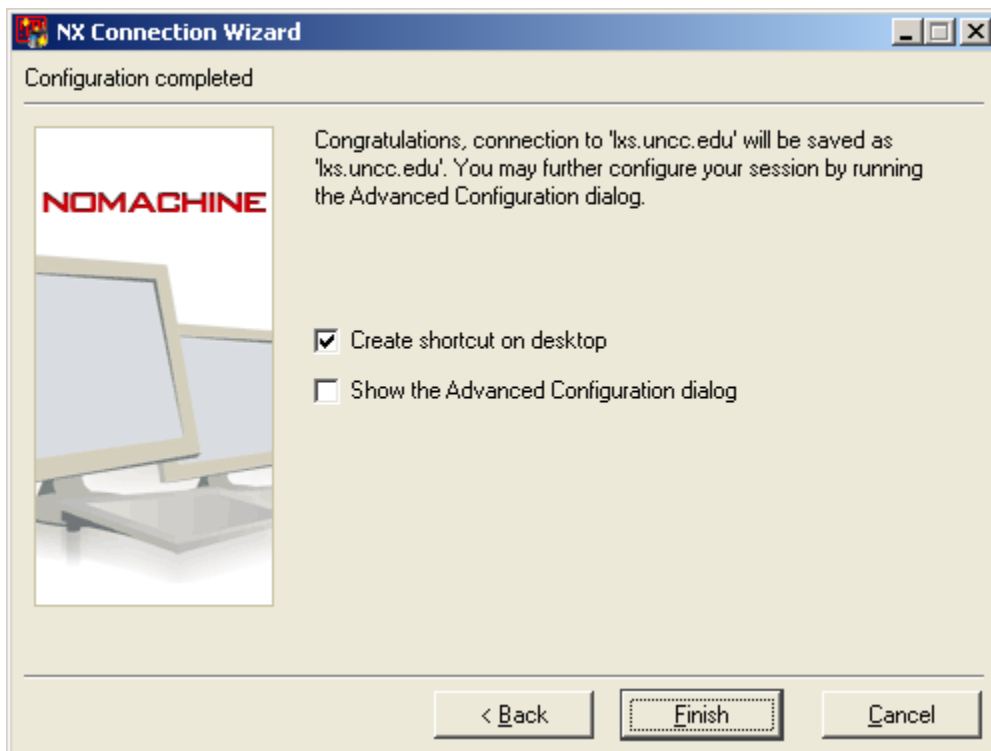 NX Connection Wizard
Configuration completed
NOMACHINE
Congratulations, connection to 'lxs.uncc.edu' will be saved as
'lxs.uncc.edu'. You may further configure your session by running
the Advanced Configuration dialog.
Create shortcut on desktop
Show the Advanced Configuration dialog
< Back
Finish
Cancel